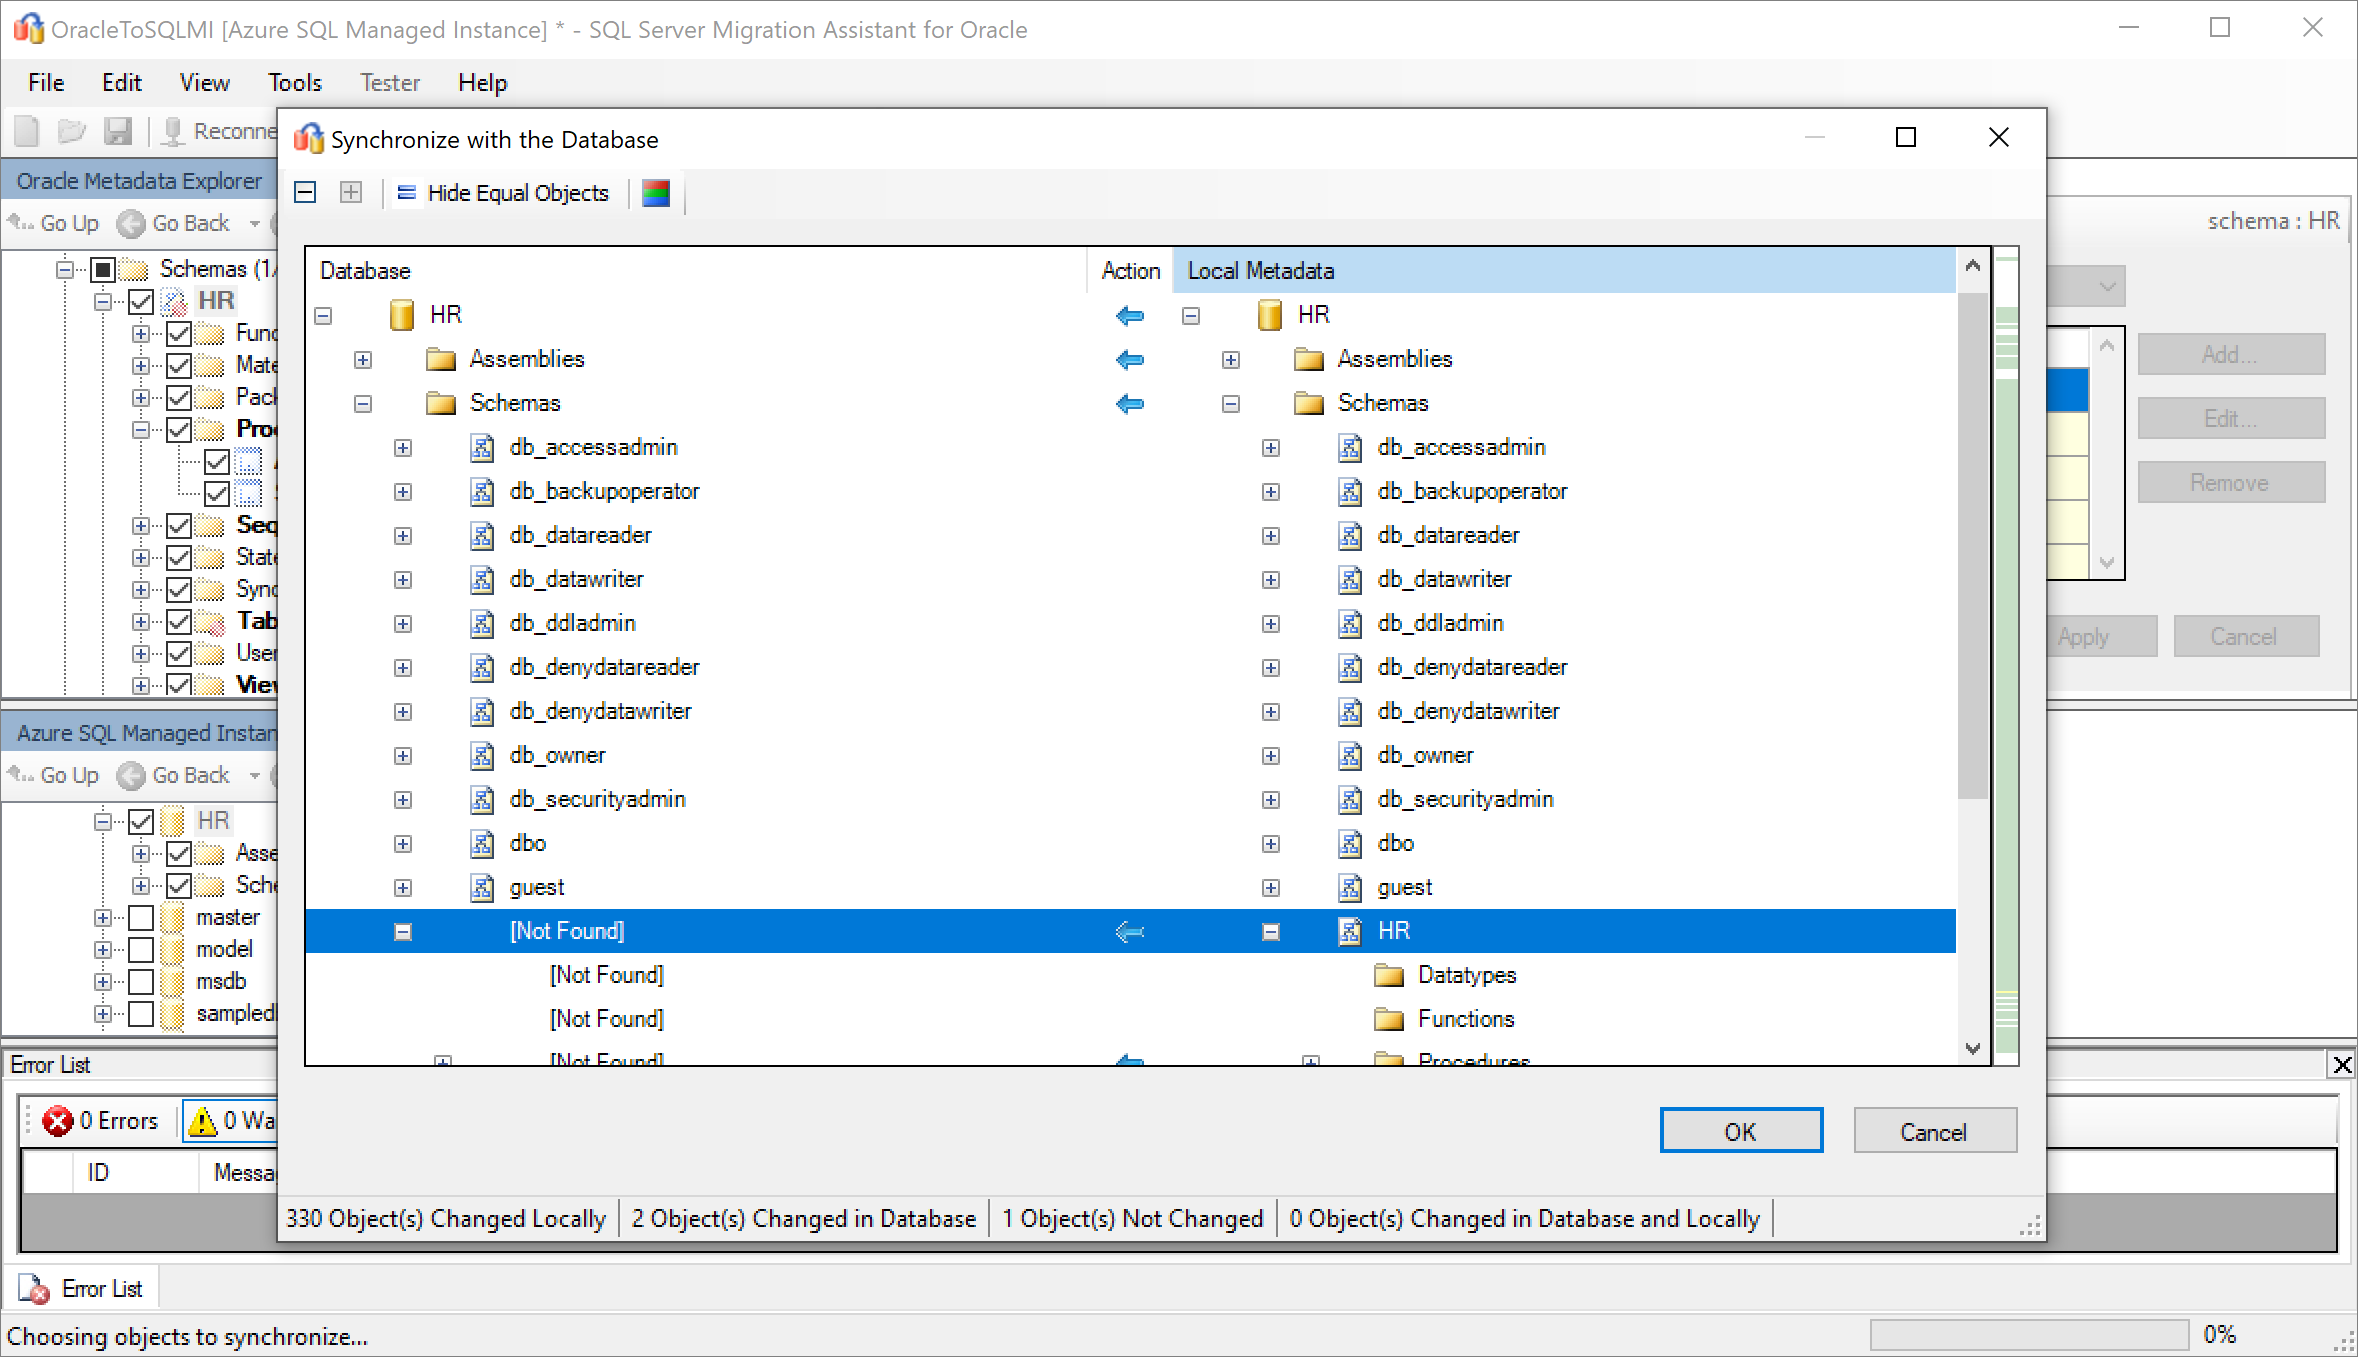 OracleToSQLMI [Azure SQL Managed Instance] * - SQL Server Migration Assistant for Oracle
File Edit View Tools Tester Help
Reconne
Synchronize with the Database
Hide Equal Objects
Oracle Metadata Explorer
Go Up Go Back
schema : HR
Schemas (1/
HR
Func
Mate
Pack
Proc
Seq
State
Sync
Tab
User
View
Add...
Edit...
Remove
Apply Cancel
Database Action Local Metadata
HR HR
Assemblies Assemblies
Schemas Schemas
db_accessadmin db_accessadmin
db_backupoperator db_backupoperator
db_datareader db_datareader
db_datawriter db_datawriter
db_ddladmin db_ddladmin
db_denydatareader db_denydatareader
db_denydatawriter db_denydatawriter
db_owner db_owner
db_securityadmin db_securityadmin
dbo dbo
guest guest
[Not Found] HR
[Not Found] Datatypes
[Not Found] Functions
[Not Found] Procedures
OK Cancel
330 Object(s) Changed Locally 2 Object(s) Changed in Database 1 Object(s) Not Changed 0 Object(s) Changed in Database and Locally
Azure SQL Managed Instan
Go Up Go Back
HR
Asse
Sche
master
model
msdb
sampled
Error List
0 Errors 0 Wa
ID Messa
Error List
Choosing objects to synchronize... 0%